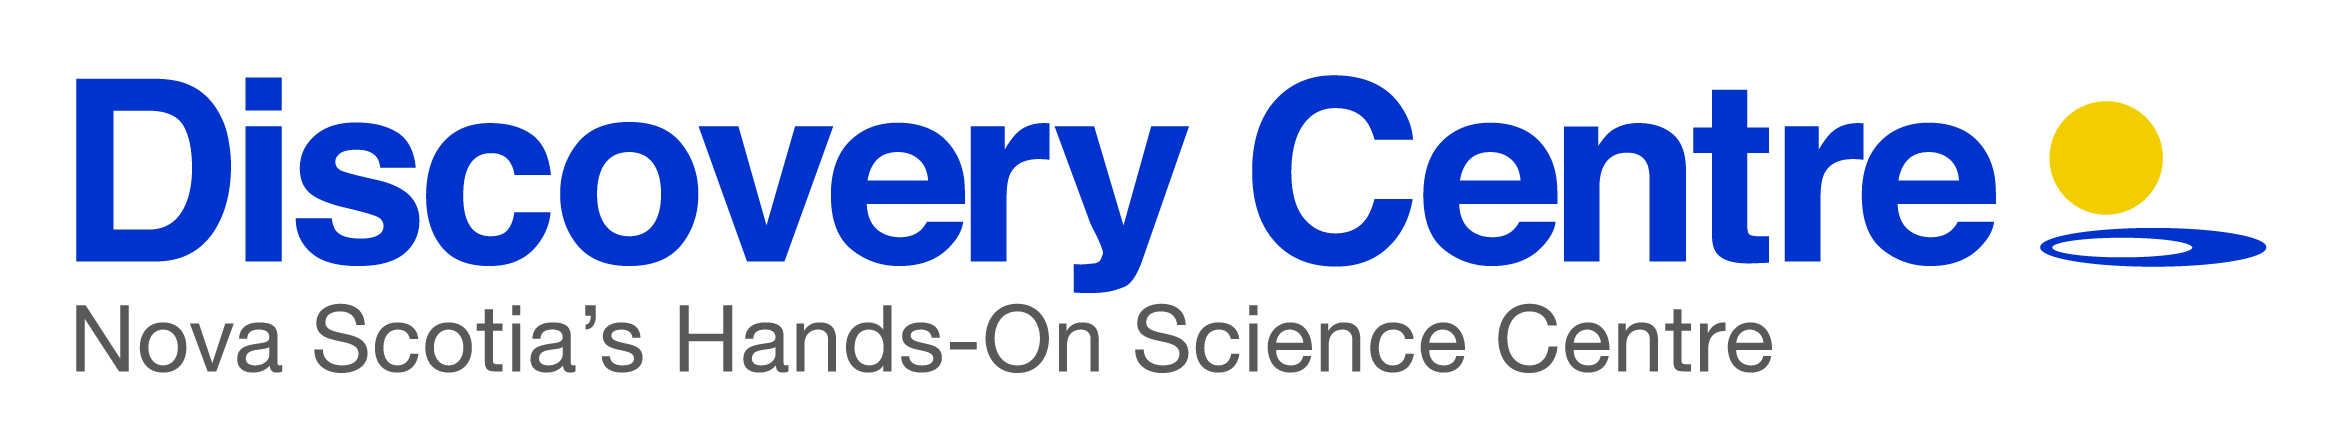 Discovery Centre
Nova Scotia’s Hands-On Science Centre